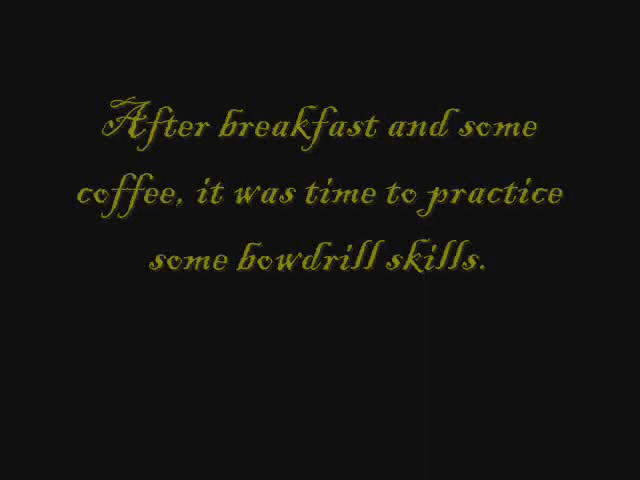 After breakfast and some
coffee, it was time to practice
some bowdrill skills.